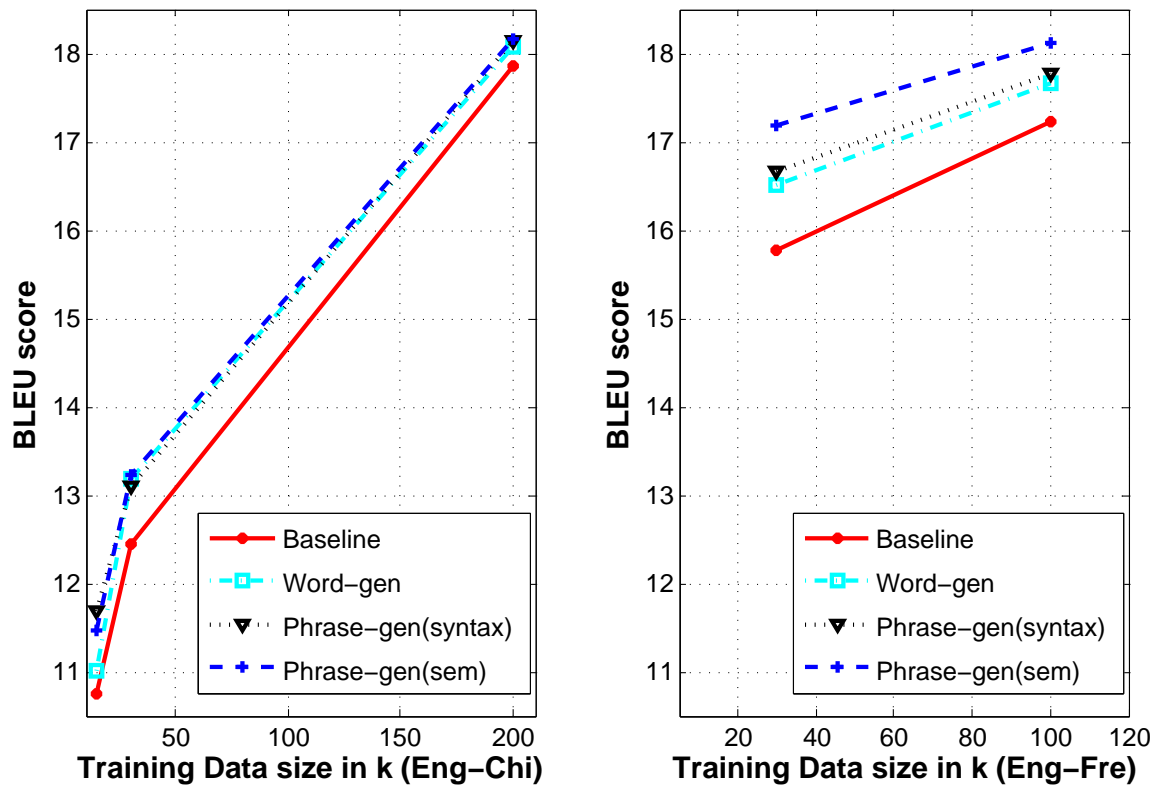 18
17
16
15
14
13
12
11
BLEU score
50 100 150 200
Training Data size in k (Eng−Chi)
Baseline
Word−gen
Phrase−gen(syntax)
Phrase−gen(sem)
18
17
16
15
14
13
12
11
BLEU score
20 40 60 80 100 120
Training Data size in k (Eng−Fre)
Baseline
Word−gen
Phrase−gen(syntax)
Phrase−gen(sem)